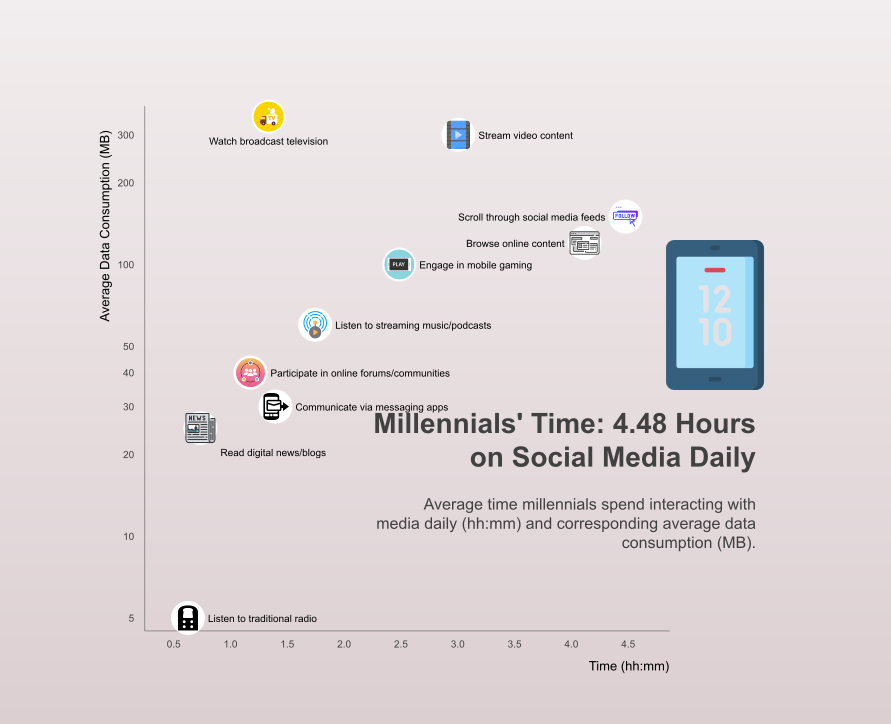 Average Data Consumption (MB)
300
200
100
50
40
30
20
10
5
TV
Watch broadcast television
Stream video content
Scroll through social media feeds
FOLLOW
Browse online content
PLAY
Engage in mobile gaming
12
10
Listen to streaming music/podcasts
Participate in online forums/communities
Communicate via messaging apps
NEWS
Read digital news/blogs
Millennials' Time: 4.48 Hours
on Social Media Daily
Average time millennials spend interacting with
media daily (hh:mm) and corresponding average data
consumption (MB).
Listen to traditional radio
0.5 1.0 1.5 2.0 2.5 3.0 3.5 4.0 4.5
Time (hh:mm)